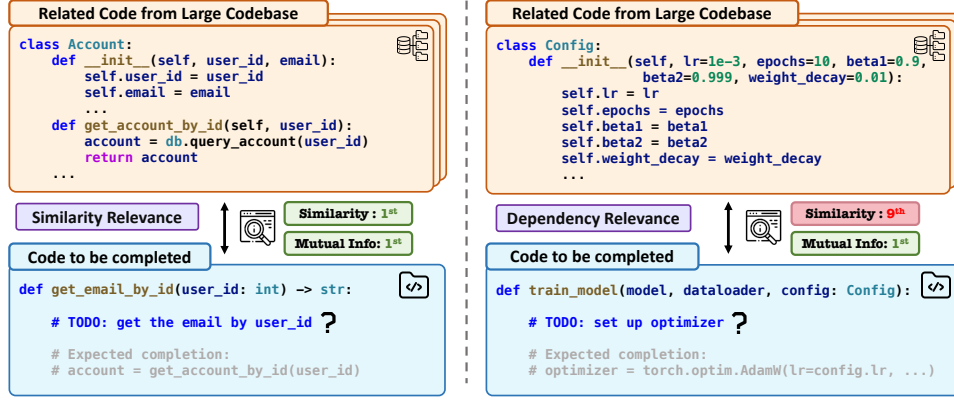 Related Code from Large Codebase
class Account:
def __init__(self, user_id, email):
self.user_id = user_id
self.email = email
...
def get_account_by_id(self, user_id):
account = db.query_account(user_id)
return account
...
Similarity Relevance
Similarity : 1st
Mutual Info: 1st
Code to be completed
def get_email_by_id(user_id: int) -> str:
# TODO: get the email by user_id ?
# Expected completion:
# account = get_account_by_id(user_id)
Related Code from Large Codebase
class Config:
def __init__(self, lr=1e-3, epochs=10, beta1=0.9,
beta2=0.999, weight_decay=0.01):
self.lr = lr
self.epochs = epochs
self.beta1 = beta1
self.beta2 = beta2
self.weight_decay = weight_decay
...
Dependency Relevance
Similarity : 9th
Mutual Info: 1st
Code to be completed
def train_model(model, dataloader, config: Config):
# TODO: set up optimizer ?
# Expected completion:
# optimizer = torch.optim.AdamW(lr=config.lr, ...)